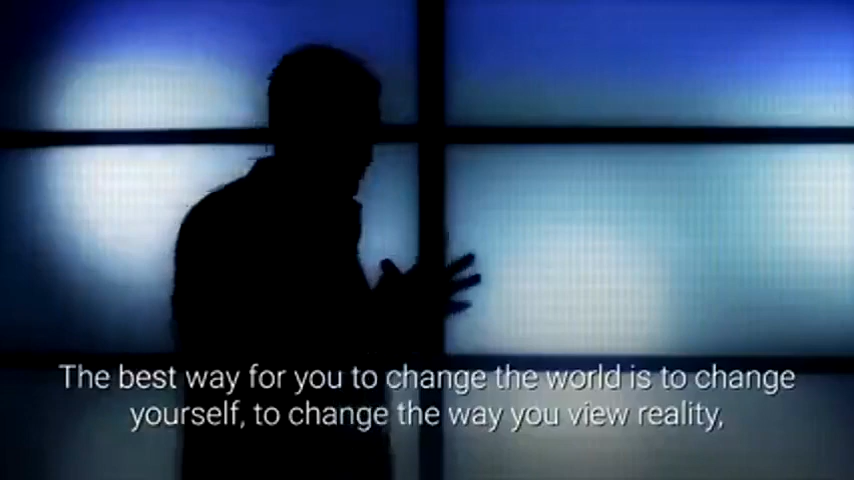 The best way for you to change the world is to change
yourself, to change the way you view reality,